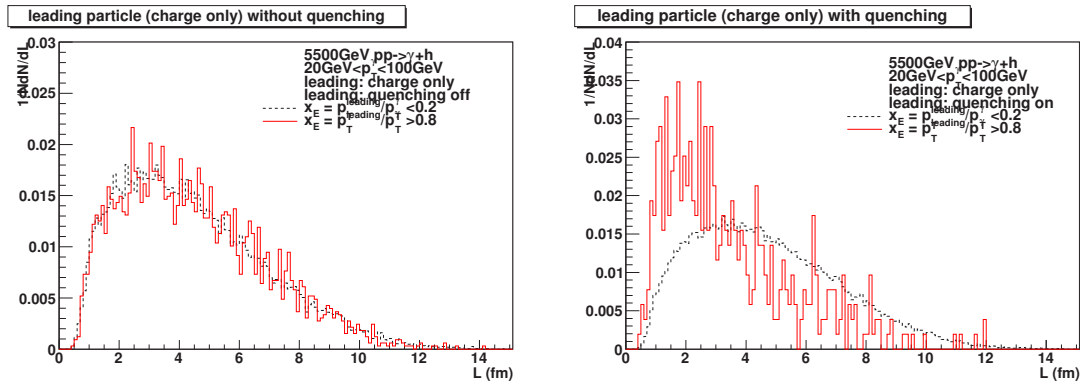 leading particle (charge only) without quenching
1/NdN/dL
0.03
0.025
0.02
0.015
0.01
0.005
0
5500GeV pp->γ+h
20GeV<p_T^γ<100GeV
leading: charge only
leading: quenching off
x_E = p_T^leading/p_T^γ <0.2
x_E = p_T^leading/p_T^γ >0.8
0 2 4 6 8 10 12 14
L (fm)
leading particle (charge only) with quenching
1/NdN/dL
0.04
0.035
0.03
0.025
0.02
0.015
0.01
0.005
0
5500GeV pp->γ+h
20GeV<p_T^γ<100GeV
leading: charge only
leading: quenching on
x_E = p_T^leading/p_T^γ <0.2
x_E = p_T^leading/p_T^γ >0.8
0 2 4 6 8 10 12 14
L (fm)